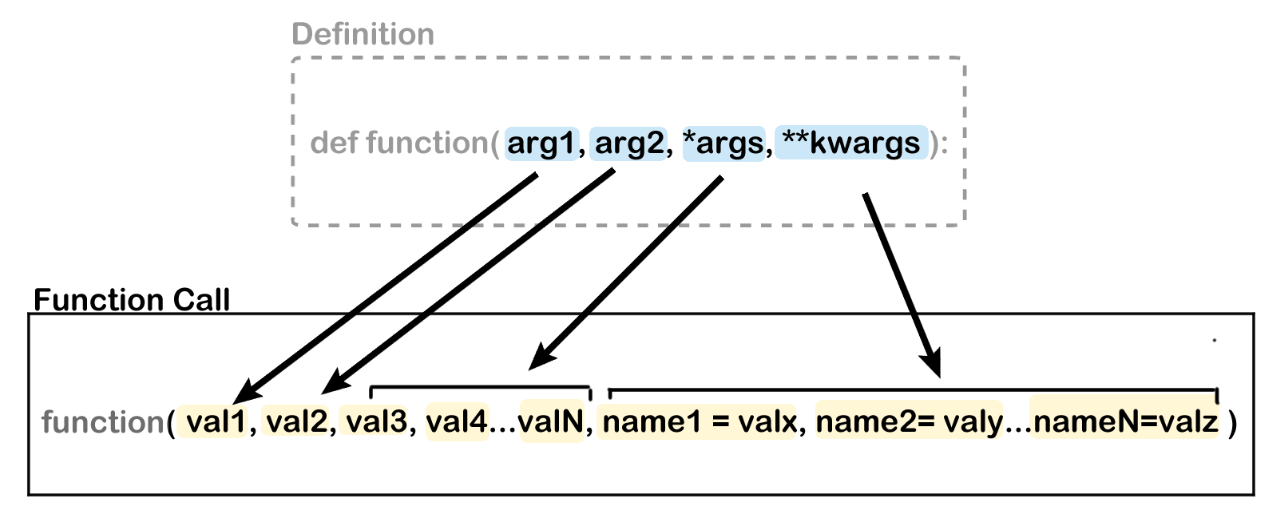 Definition
def function( arg1, arg2, *args, **kwargs ):
Function Call
function( val1, val2, val3, val4...valN, name1 = valx, name2= valy...nameN=valz )